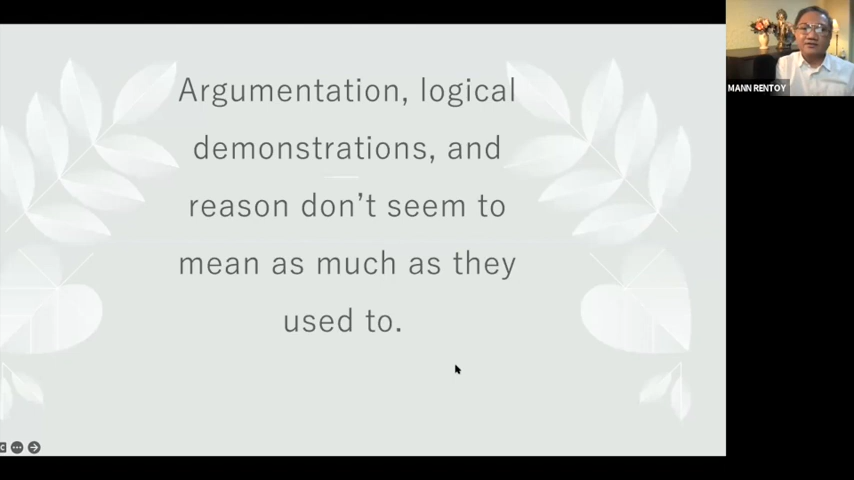 Argumentation, logical
demonstrations, and
reason don’t seem to
mean as much as they
used to.
MANN RENTOY